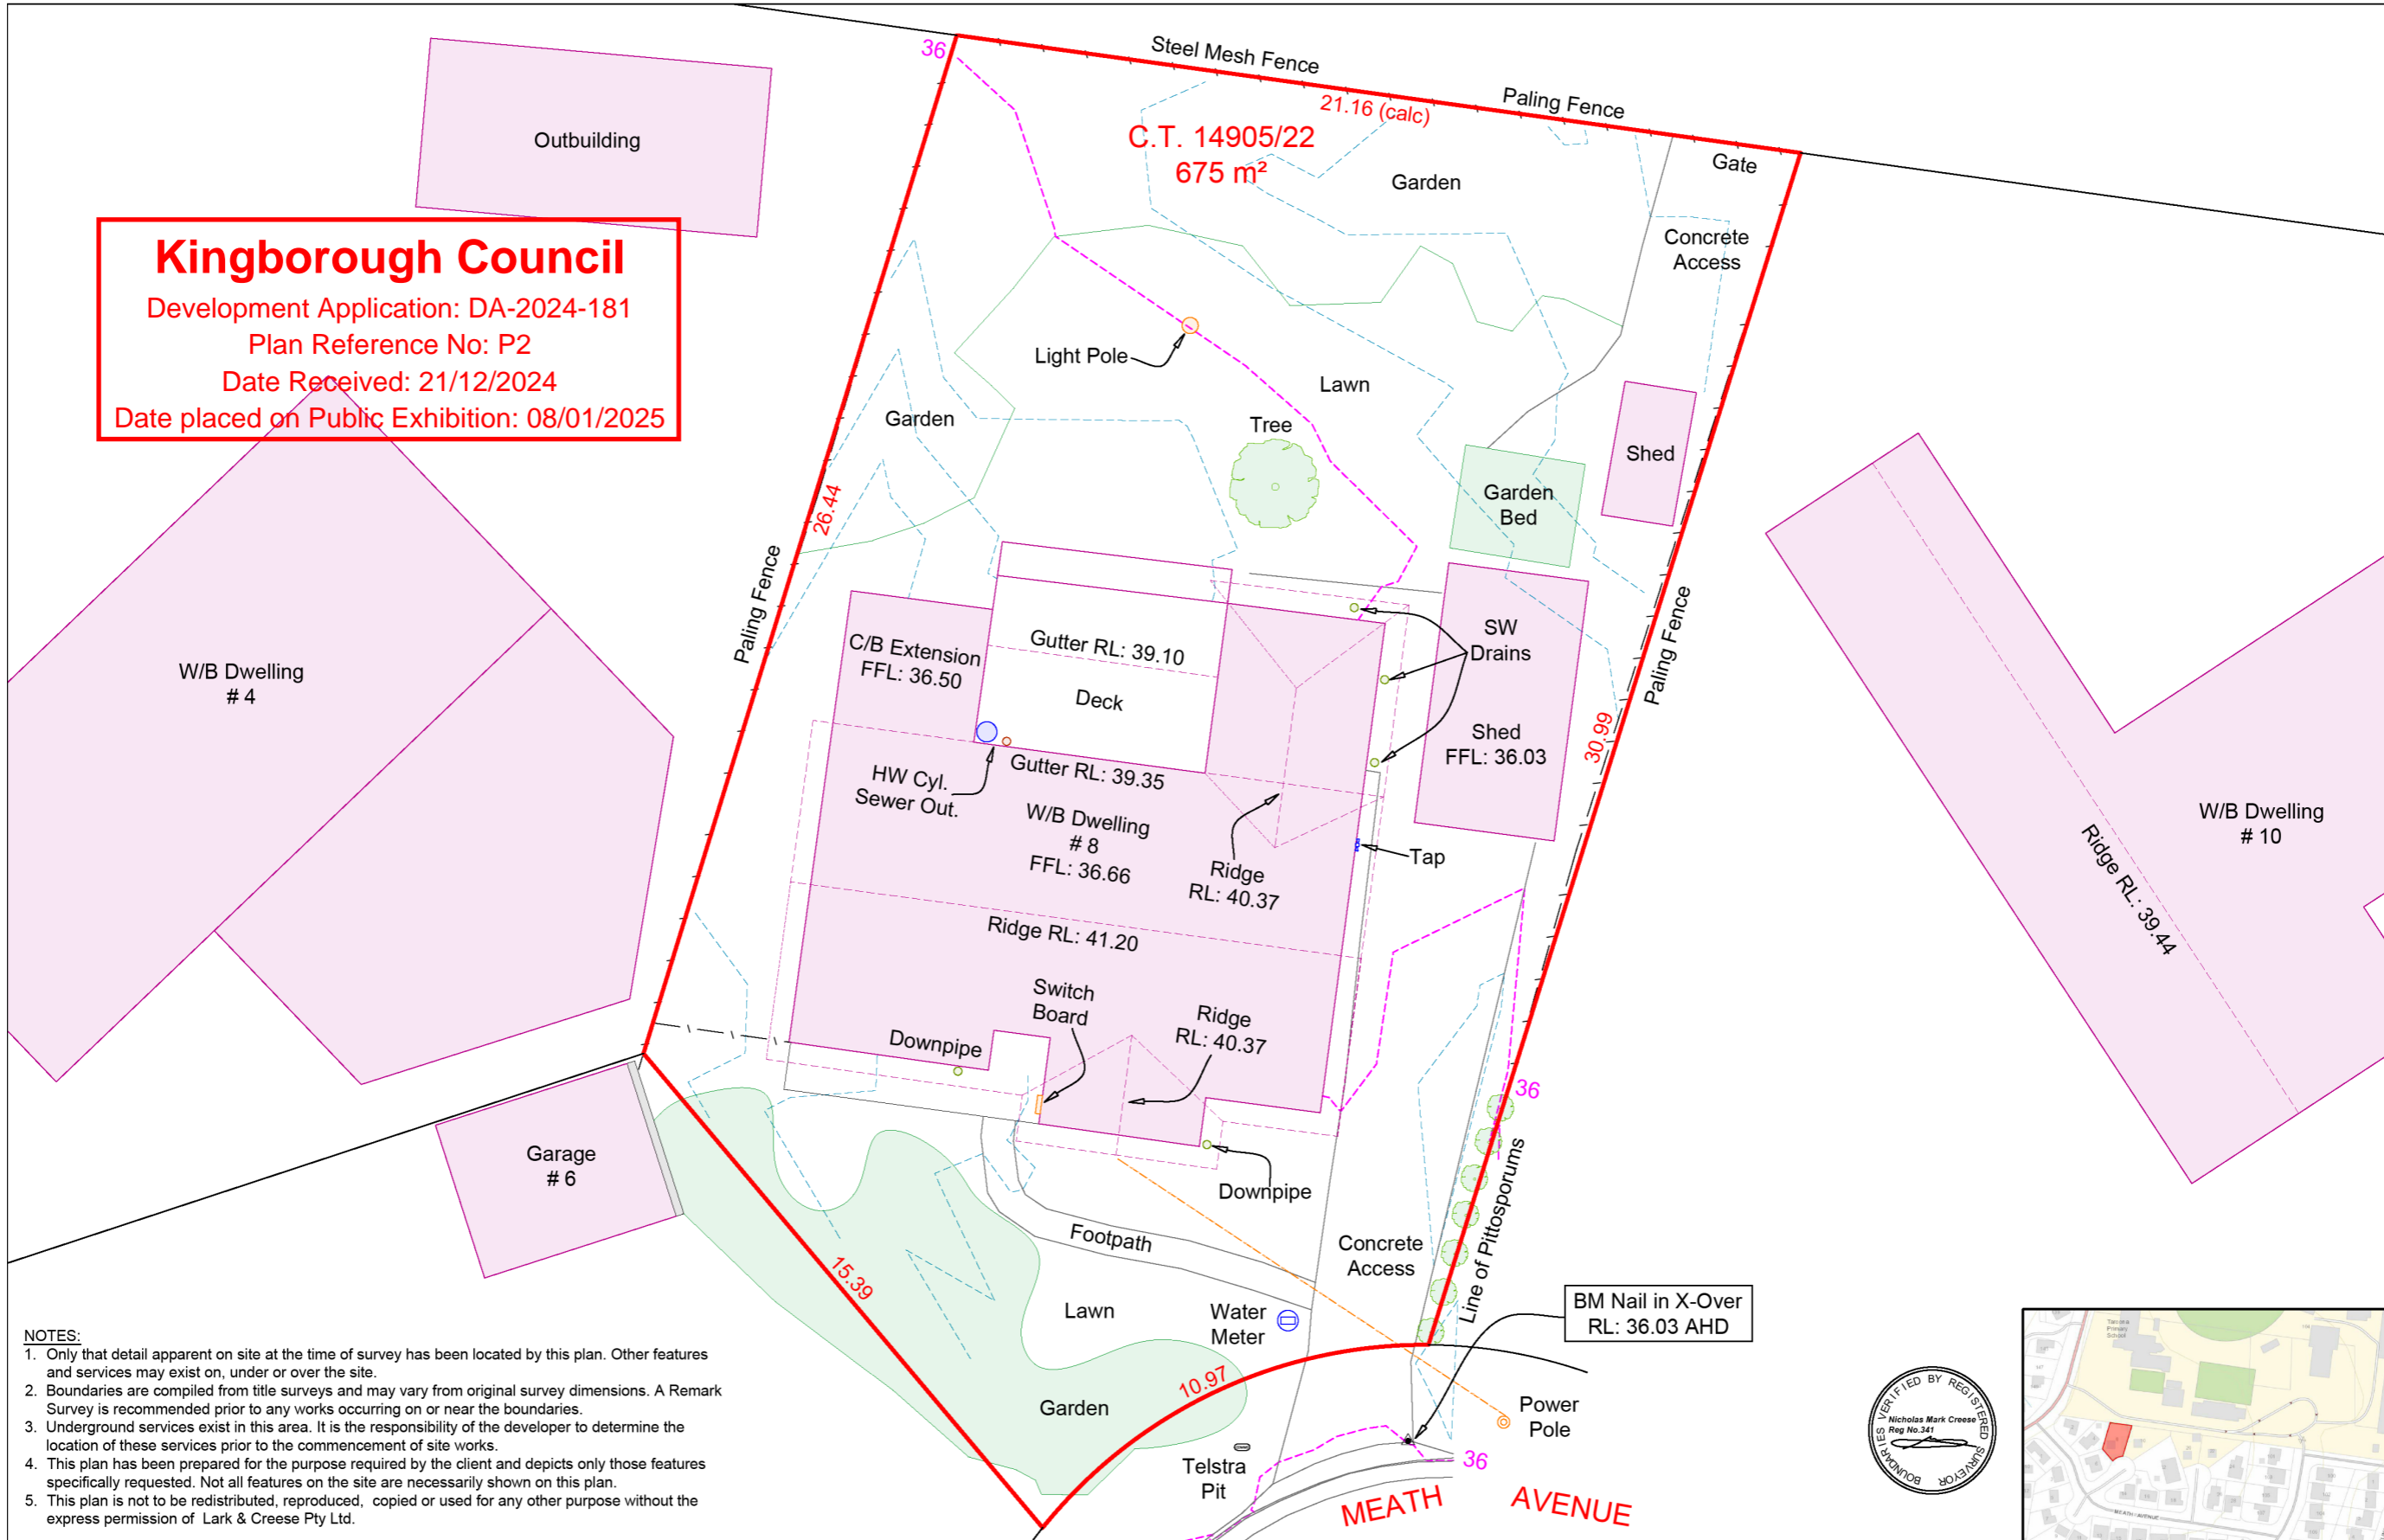 36
Steel Mesh Fence
21.16 (calc)
Paling Fence
Gate
C.T. 14905/22
675 m²
Garden
Outbuilding
Concrete
Access
Kingborough Council
Development Application: DA-2024-181
Plan Reference No: P2
Date Received: 21/12/2024
Date placed on Public Exhibition: 08/01/2025
Light Pole
Lawn
Garden
Tree
Shed
Garden
Bed
26.44
Paling Fence
Paling Fence
W/B Dwelling
# 4
C/B Extension
FFL: 36.50
Gutter RL: 39.10
Deck
SW
Drains
Shed
FFL: 36.03
30.99
HW Cyl.
Sewer Out.
Gutter RL: 39.35
W/B Dwelling
# 8
FFL: 36.66
Ridge
RL: 40.37
Tap
W/B Dwelling
# 10
Ridge RL: 39.44
Ridge RL: 41.20
Switch
Board
Ridge
RL: 40.37
Downpipe
36
Garage
# 6
Downpipe
Line of Pittosporums
Footpath
Concrete
Access
15.39
Lawn
Water
Meter
BM Nail in X-Over
RL: 36.03 AHD
10.97
Garden
Power
Pole
Telstra
Pit
36
MEATH AVENUE
NOTES:
1. Only that detail apparent on site at the time of survey has been located by this plan. Other features
and services may exist on, under or over the site.
2. Boundaries are compiled from title surveys and may vary from original survey dimensions. A Remark
Survey is recommended prior to any works occurring on or near the boundaries.
3. Underground services exist in this area. It is the responsibility of the developer to determine the
location of these services prior to the commencement of site works.
4. This plan has been prepared for the purpose required by the client and depicts only those features
specifically requested. Not all features on the site are necessarily shown on this plan.
5. This plan is not to be redistributed, reproduced, copied or used for any other purpose without the
express permission of Lark & Creese Pty Ltd.
BOUNDARIES VERIFIED BY REGISTERED SURVEYOR
Nicholas Mark Creese
Reg No.341
Taroona
Primary
School
MEATH AVENUE